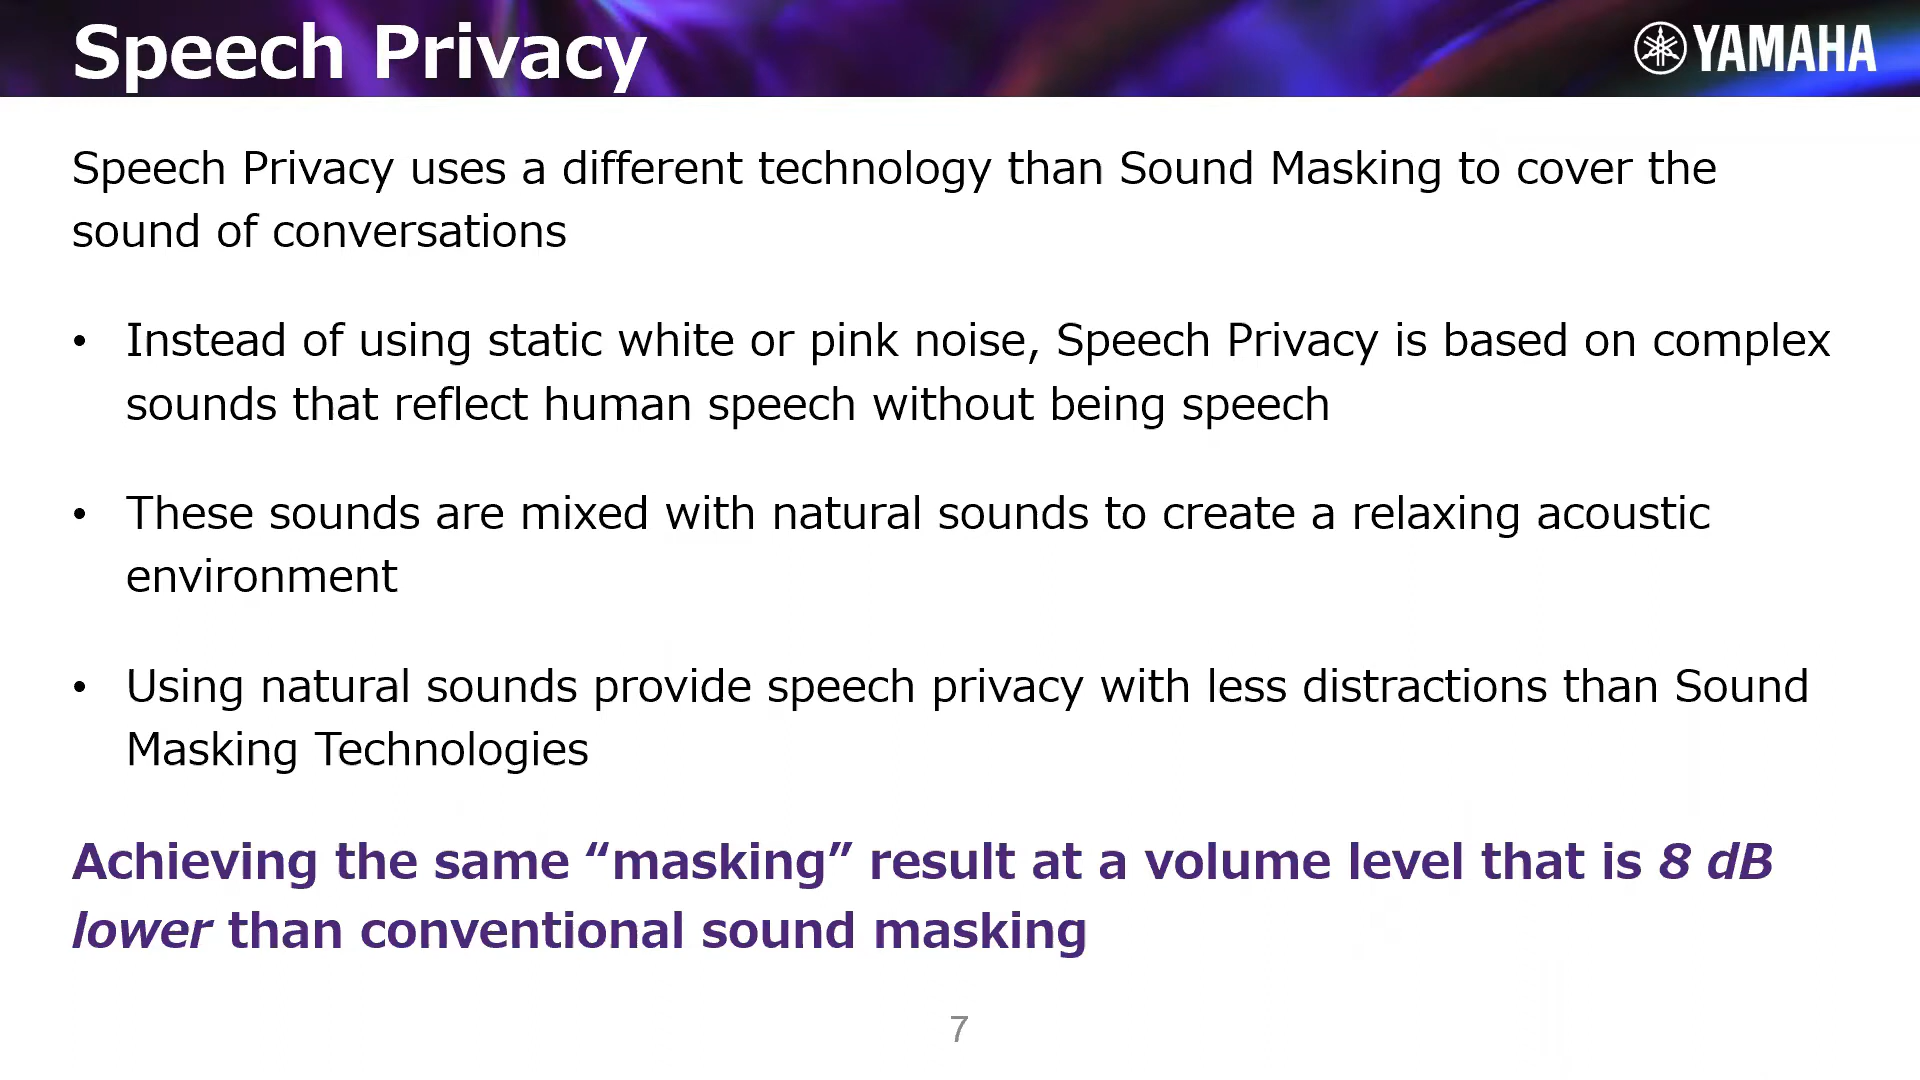 Speech Privacy
YAMAHA
Speech Privacy uses a different technology than Sound Masking to cover the
sound of conversations
• Instead of using static white or pink noise, Speech Privacy is based on complex
sounds that reflect human speech without being speech
• These sounds are mixed with natural sounds to create a relaxing acoustic
environment
• Using natural sounds provide speech privacy with less distractions than Sound
Masking Technologies
Achieving the same “masking” result at a volume level that is 8 dB
lower than conventional sound masking
7